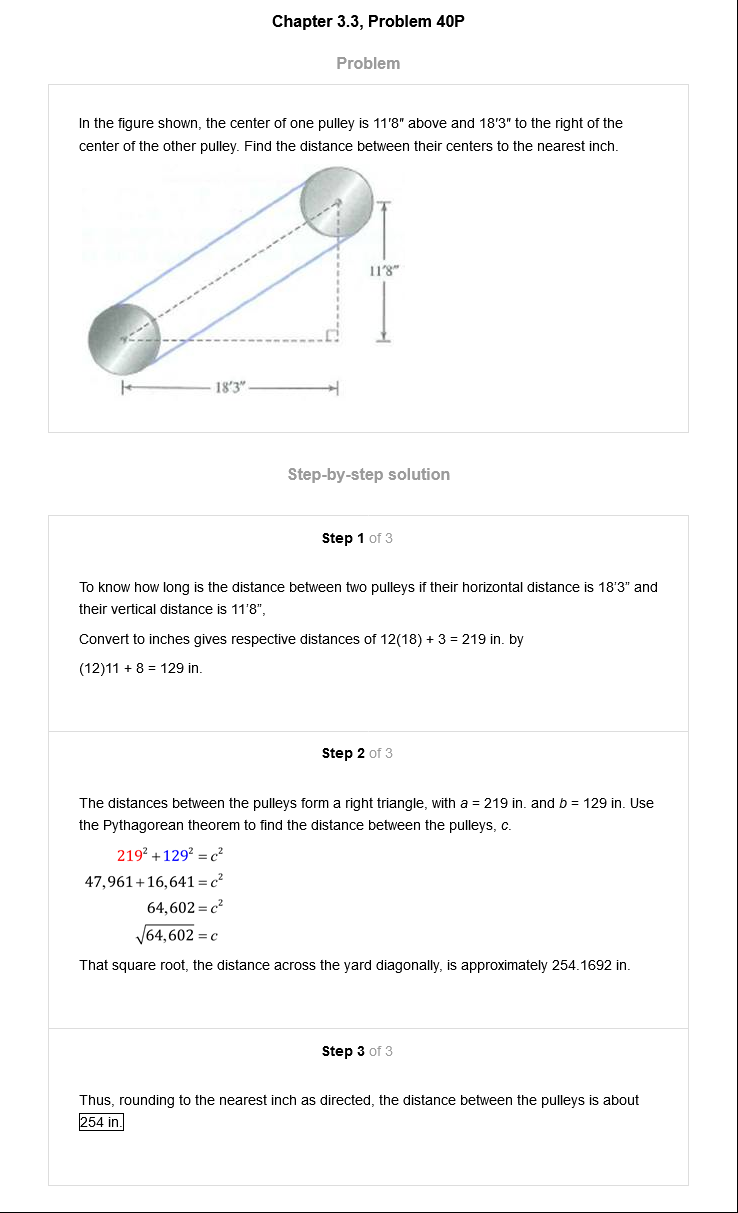 Chapter 3.3, Problem 40P
Problem
In the figure shown, the center of one pulley is 11′8″ above and 18′3″ to the right of the
center of the other pulley. Find the distance between their centers to the nearest inch.
11′8″
18′3″
Step-by-step solution
Step 1 of 3
To know how long is the distance between two pulleys if their horizontal distance is 18’3” and
their vertical distance is 11’8”,
Convert to inches gives respective distances of 12(18) + 3 = 219 in. by
(12)11 + 8 = 129 in.
Step 2 of 3
The distances between the pulleys form a right triangle, with a = 219 in. and b = 129 in. Use
the Pythagorean theorem to find the distance between the pulleys, c.
219² + 129² = c²
47,961 + 16,641 = c²
64,602 = c²
√64,602 = c
That square root, the distance across the yard diagonally, is approximately 254.1692 in.
Step 3 of 3
Thus, rounding to the nearest inch as directed, the distance between the pulleys is about
254 in.